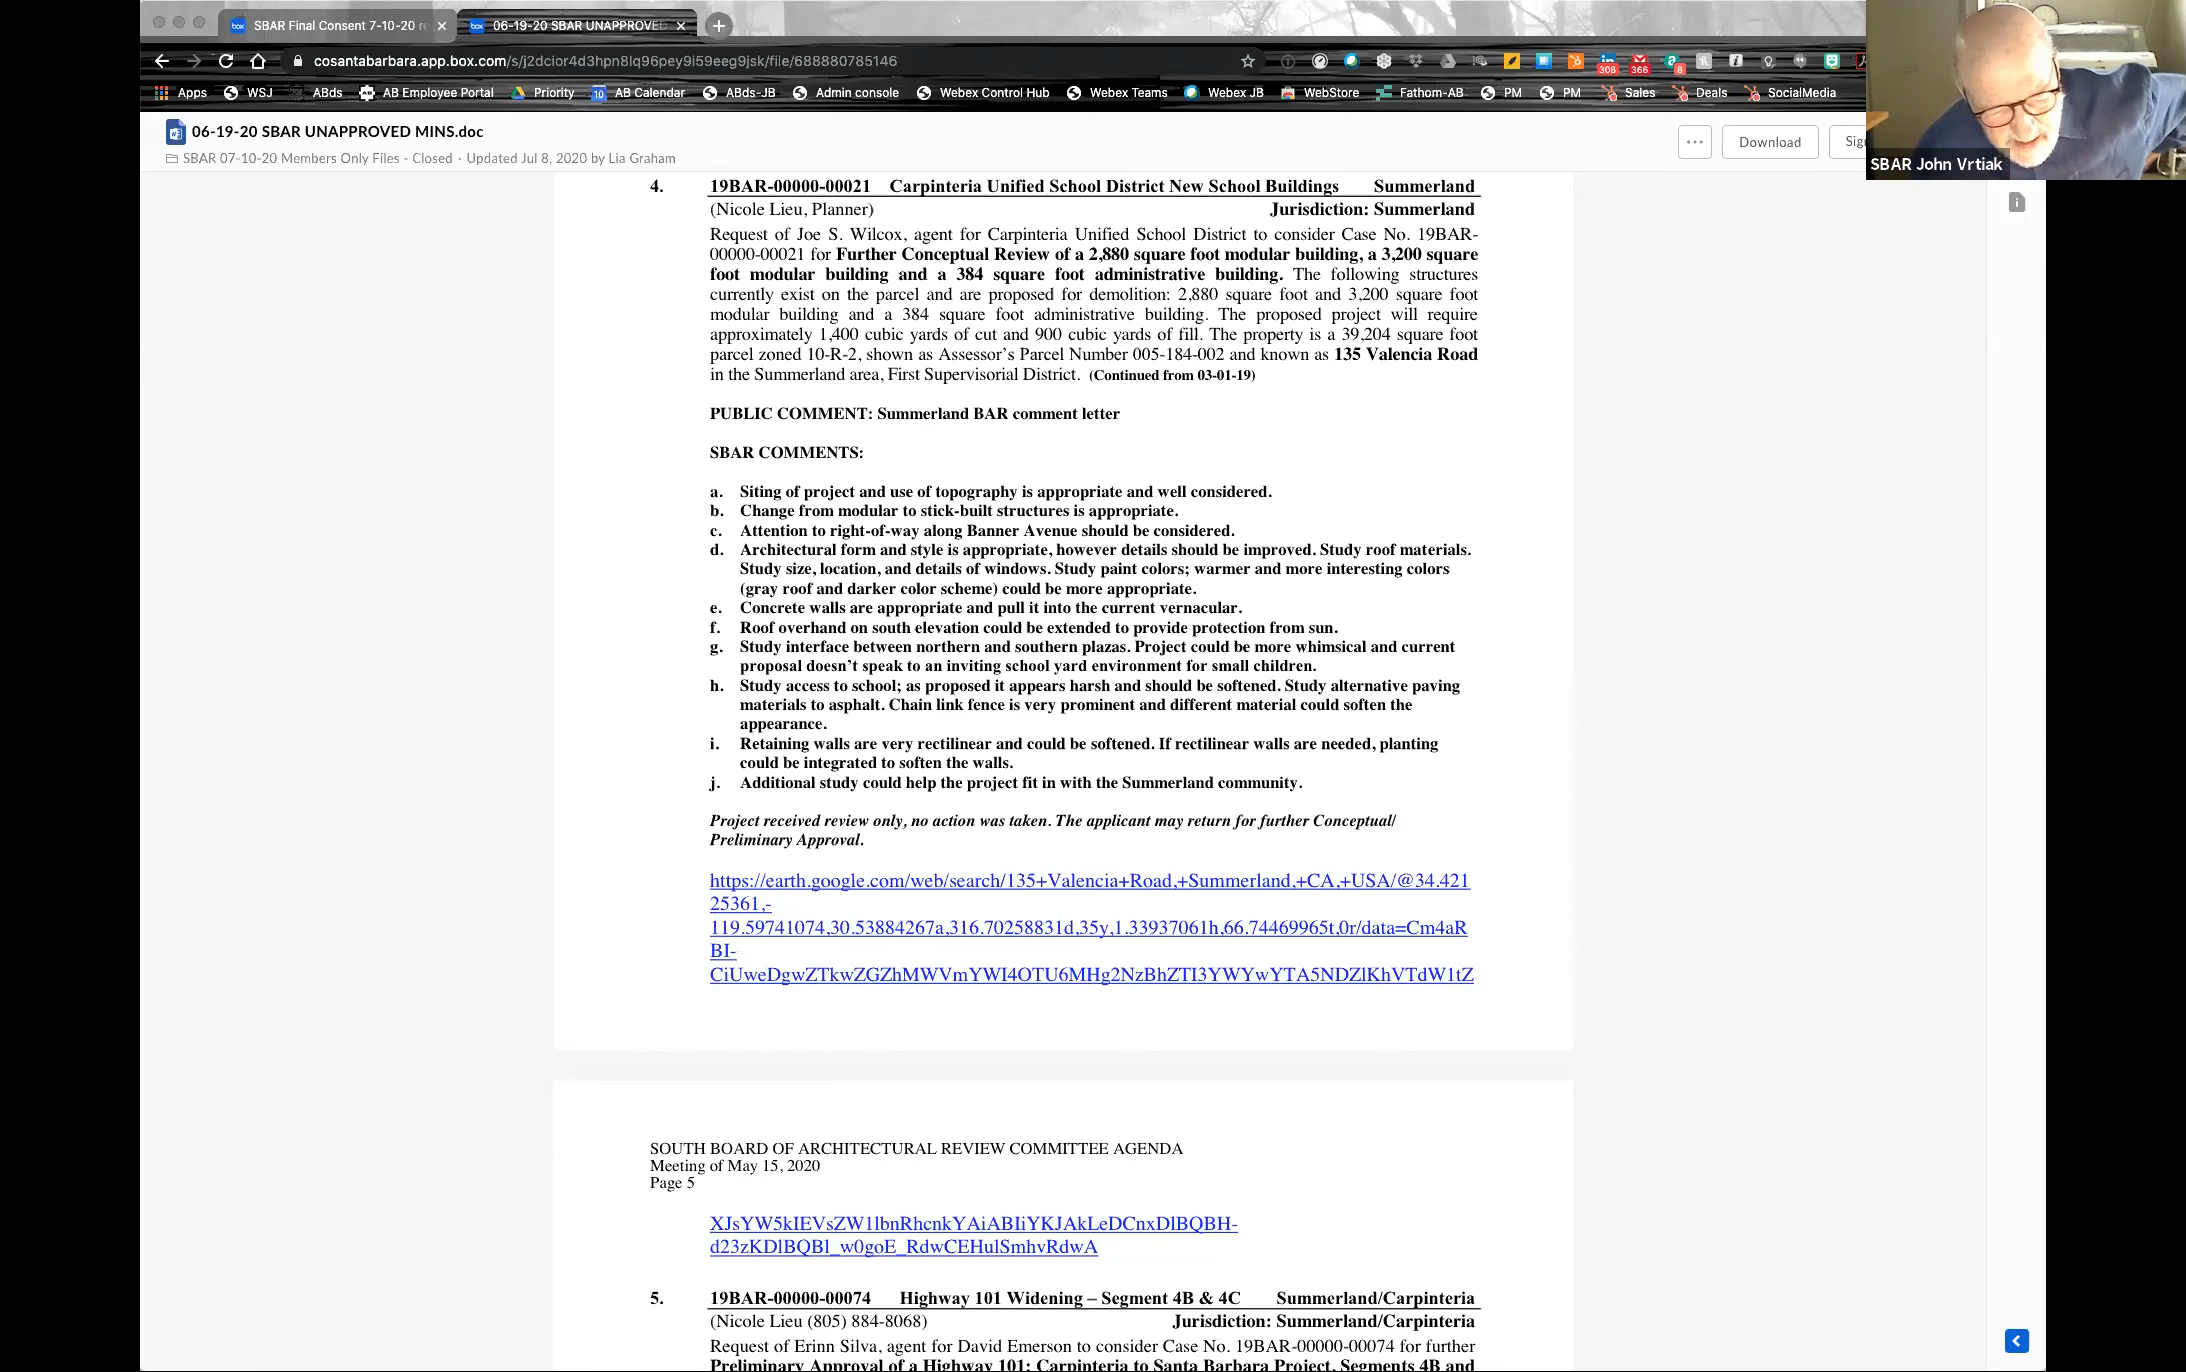 SBAR Final Consent 7-10-20 re
06-19-20 SBAR UNAPPROVED
cosantabarbara.app.box.com/s/j2dcior4d3hpn8lq96pey9i59eeg9jsk/file/688880785146
308 366 8
Apps WSJ ABds AB Employee Portal Priority 10 AB Calendar ABds-JB Admin console Webex Control Hub Webex Teams Webex JB WebStore Fathom-AB PM PM Sales Deals SocialMedia
06-19-20 SBAR UNAPPROVED MINS.doc
SBAR 07-10-20 Members Only Files - Closed · Updated Jul 8, 2020 by Lia Graham
Download
SBAR John Vrtiak
4. 19BAR-00000-00021 Carpinteria Unified School District New School Buildings Summerland
(Nicole Lieu, Planner) Jurisdiction: Summerland
Request of Joe S. Wilcox, agent for Carpinteria Unified School District to consider Case No. 19BAR-
00000-00021 for Further Conceptual Review of a 2,880 square foot modular building, a 3,200 square
foot modular building and a 384 square foot administrative building. The following structures
currently exist on the parcel and are proposed for demolition: 2,880 square foot and 3,200 square foot
modular building and a 384 square foot administrative building. The proposed project will require
approximately 1,400 cubic yards of cut and 900 cubic yards of fill. The property is a 39,204 square foot
parcel zoned 10-R-2, shown as Assessor's Parcel Number 005-184-002 and known as 135 Valencia Road
in the Summerland area, First Supervisorial District. (Continued from 03-01-19)
PUBLIC COMMENT: Summerland BAR comment letter
SBAR COMMENTS:
a. Siting of project and use of topography is appropriate and well considered.
b. Change from modular to stick-built structures is appropriate.
c. Attention to right-of-way along Banner Avenue should be considered.
d. Architectural form and style is appropriate, however details should be improved. Study roof materials.
Study size, location, and details of windows. Study paint colors; warmer and more interesting colors
(gray roof and darker color scheme) could be more appropriate.
e. Concrete walls are appropriate and pull it into the current vernacular.
f. Roof overhand on south elevation could be extended to provide protection from sun.
g. Study interface between northern and southern plazas. Project could be more whimsical and current
proposal doesn't speak to an inviting school yard environment for small children.
h. Study access to school; as proposed it appears harsh and should be softened. Study alternative paving
materials to asphalt. Chain link fence is very prominent and different material could soften the
appearance.
i. Retaining walls are very rectilinear and could be softened. If rectilinear walls are needed, planting
could be integrated to soften the walls.
j. Additional study could help the project fit in with the Summerland community.
Project received review only, no action was taken. The applicant may return for further Conceptual/
Preliminary Approval.
https://earth.google.com/web/search/135+Valencia+Road,+Summerland,+CA,+USA/@34.421
25361,-
119.59741074,30.53884267a,316.70258831d,35y,1.33937061h,66.74469965t,0r/data=Cm4aR
BI-
CiUweDgwZTkwZGZhMWVmYWI4OTU6MHg2NzBhZTI3YWYwYTA5NDZlKhVTdW1tZ
SOUTH BOARD OF ARCHITECTURAL REVIEW COMMITTEE AGENDA
Meeting of May 15, 2020
Page 5
XJsYW5kIEVsZW1lbnRhcnkYAiABIiYKJAkLeDCnxDlBQBH-
d23zKDlBQBl_w0goE_RdwCEHulSmhvRdwA
5. 19BAR-00000-00074 Highway 101 Widening – Segment 4B & 4C Summerland/Carpinteria
(Nicole Lieu (805) 884-8068) Jurisdiction: Summerland/Carpinteria
Request of Erinn Silva, agent for David Emerson to consider Case No. 19BAR-00000-00074 for further
Preliminary Approval of a Highway 101: Carpinteria to Santa Barbara Project, Segments 4B and